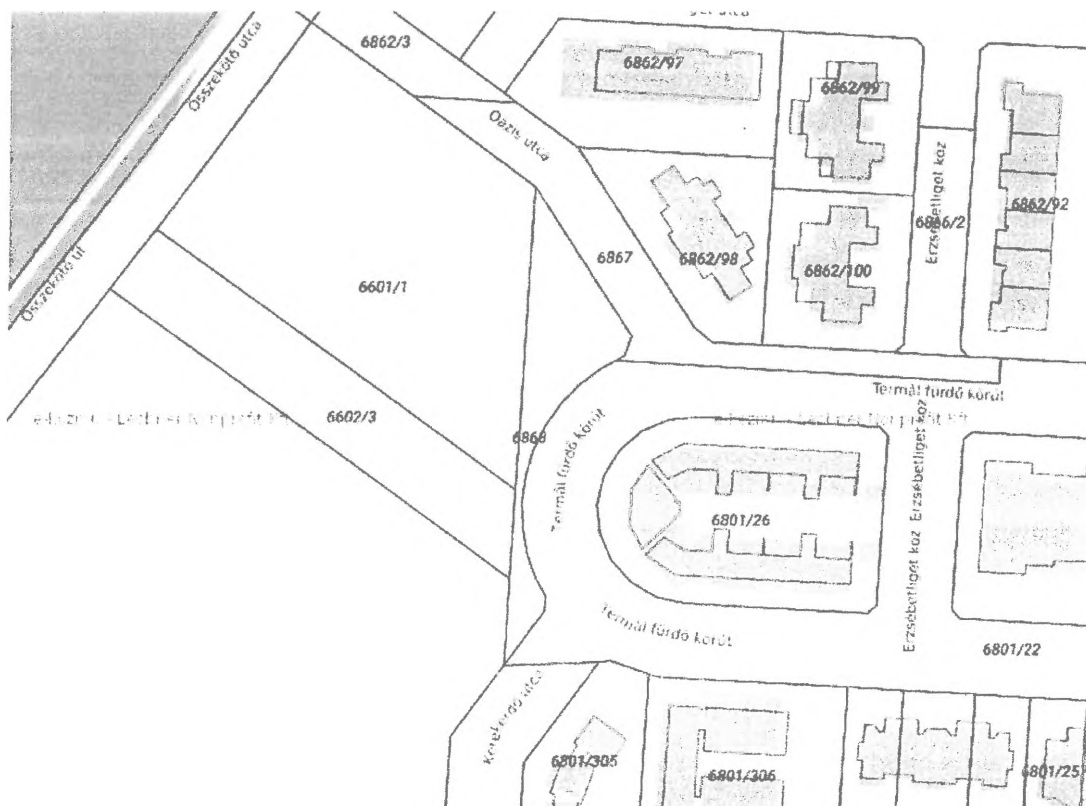 utca
6862/3
Összekötő utca
6862/97
6862/99
Oázis utca
Erzsébetliget köz
6862/92
6866/2
6867
6862/98
6862/100
Összekötő út
6601/1
Termál fürdő körút
6602/3
6868
Termál fürdő körút
Erzsébetliget köz Erzsébetliget köz
6801/26
Termál fürdő körút
6801/22
6801/305
6801/306
6801/25